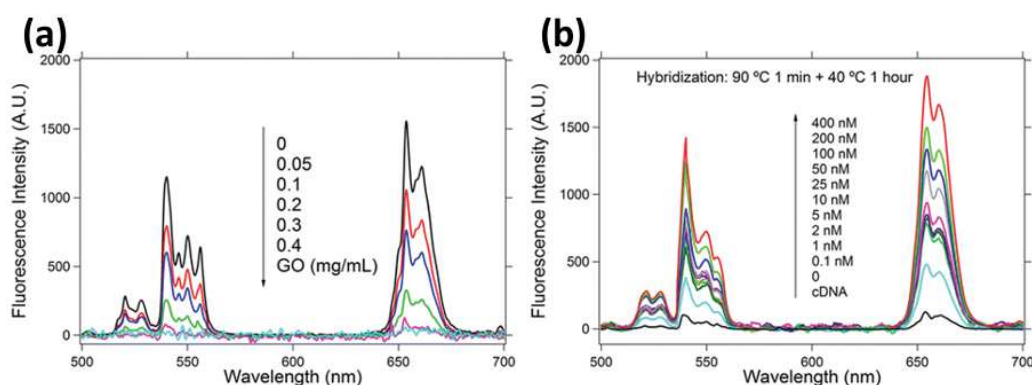 (a)
2000
1500
1000
500
0
Fluorescence Intensity (A.U.)
0
0.05
0.1
0.2
0.3
0.4
GO (mg/mL)
500 550 600 650 700
Wavelength (nm)
(b)
2000
1500
1000
500
0
Fluorescence Intensity (A.U.)
Hybridization: 90 ºC 1 min + 40 ºC 1 hour
400 nM
200 nM
100 nM
50 nM
25 nM
10 nM
5 nM
2 nM
1 nM
0.1 nM
0
cDNA
500 550 600 650 700
Wavelength (nm)